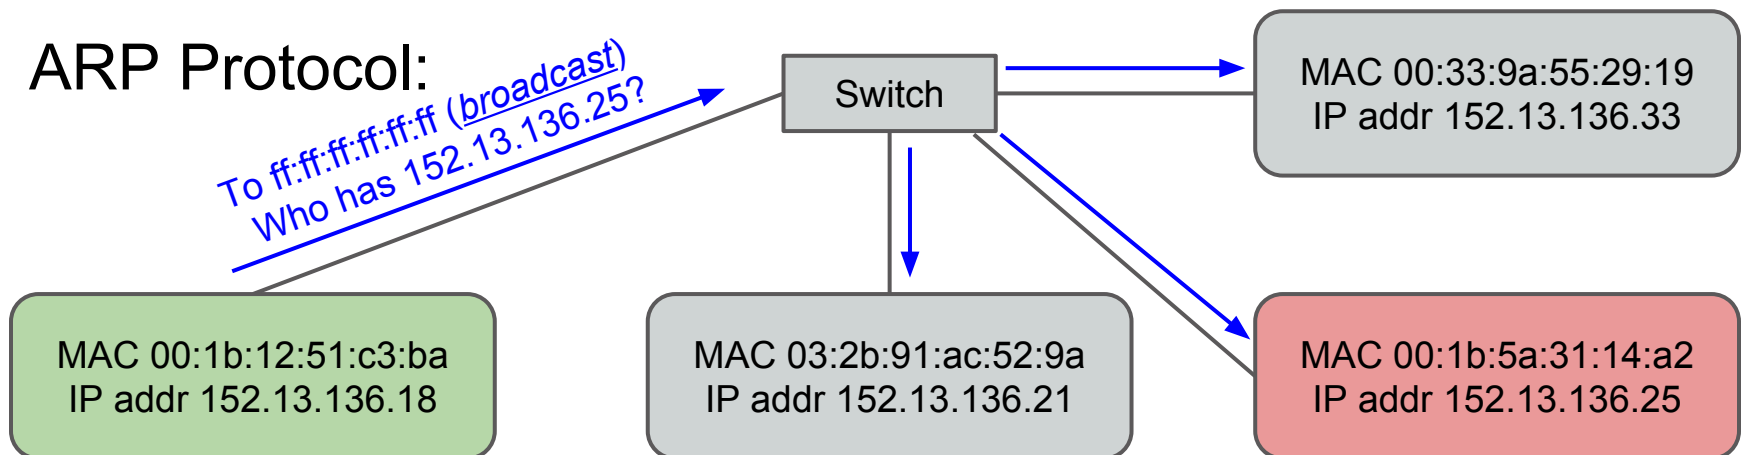 ARP Protocol:
To ff:ff:ff:ff:ff:ff (broadcast)
Who has 152.13.136.25?
Switch
MAC 00:33:9a:55:29:19
IP addr 152.13.136.33
MAC 00:1b:12:51:c3:ba
IP addr 152.13.136.18
MAC 03:2b:91:ac:52:9a
IP addr 152.13.136.21
MAC 00:1b:5a:31:14:a2
IP addr 152.13.136.25